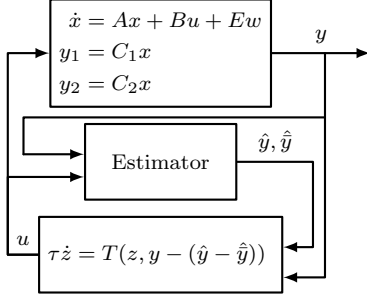 ẋ = Ax + Bu + Ew
y₁ = C₁x
y₂ = C₂x
y
Estimator
ŷ, ŷ̄
u
τż = T(z, y − (ŷ − ŷ̄))